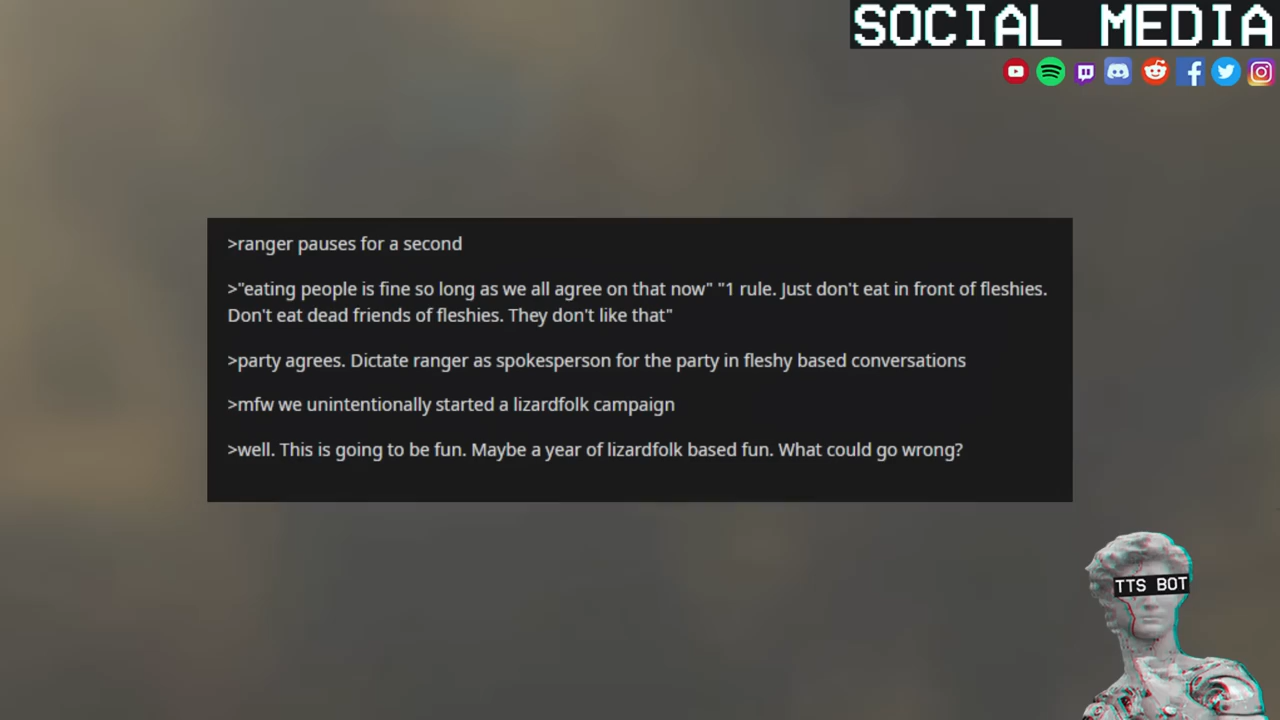 SOCIAL MEDIA
>ranger pauses for a second
>"eating people is fine so long as we all agree on that now" "1 rule. Just don't eat in front of fleshies.
Don't eat dead friends of fleshies. They don't like that"
>party agrees. Dictate ranger as spokesperson for the party in fleshy based conversations
>mfw we unintentionally started a lizardfolk campaign
>well. This is going to be fun. Maybe a year of lizardfolk based fun. What could go wrong?
TTS BOT